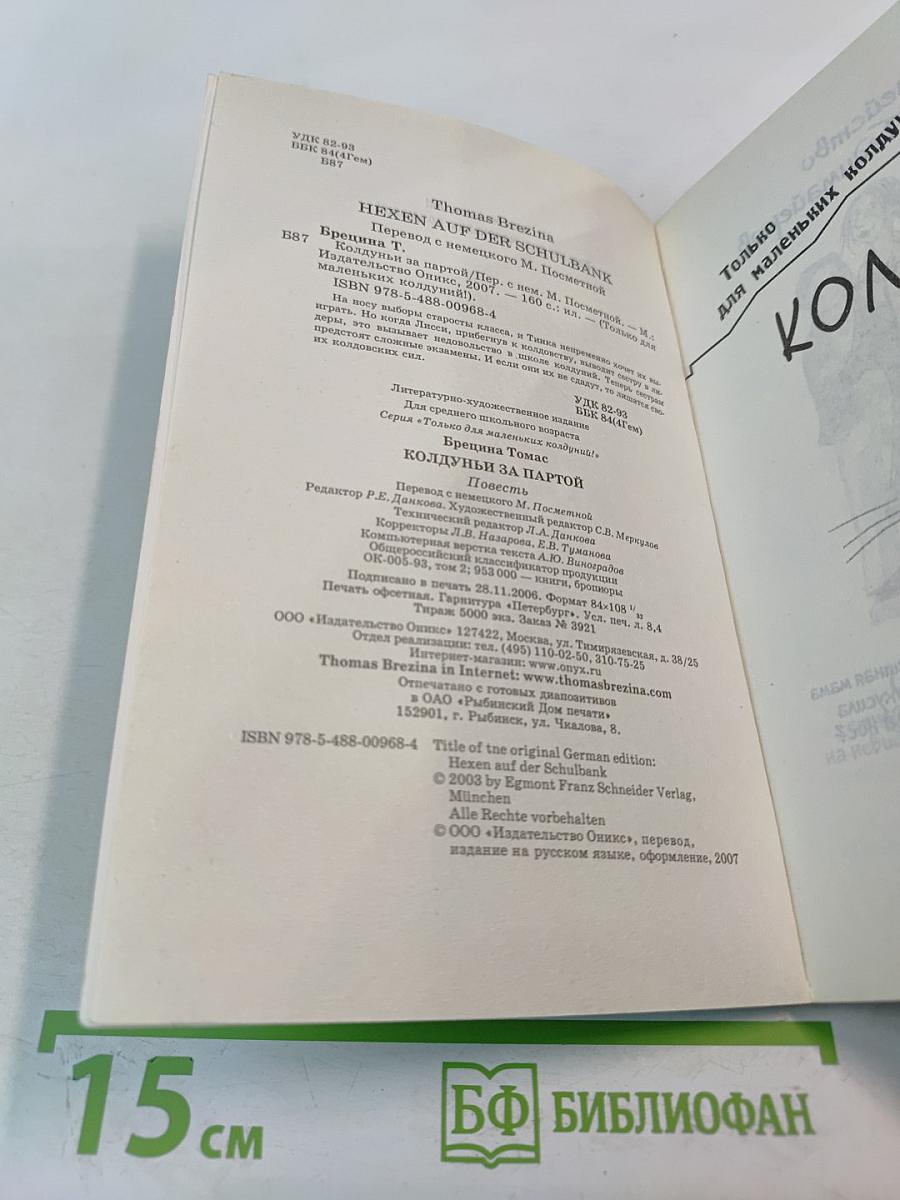 УДК 82-93
ББК 84(4Гем)
Б87
Thomas Brezina
HEXEN AUF DER SCHULBANK
Перевод с немецкого М. Посметной
Брецина Т.
Б87 Колдуньи за партой/Пер. с нем. М. Посметной. — М.:
Издательство Оникс, 2007. — 160 с.: ил. — (Только для
маленьких колдуний!).
ISBN 978-5-488-00968-4
На носу выборы старосты класса, и Тинка непременно хочет их вы-
играть. Но когда Лисси, прибегнув к колдовству, выводит сестру в ли-
деры, это вызывает недовольство в школе колдуний. Теперь сестрам
предстоят сложные экзамены. И если они их не сдадут, то лишатся сво-
их колдовских сил.
УДК 82-93
ББК 84(4Гем)
Литературно-художественное издание
Для среднего школьного возраста
Серия «Только для маленьких колдуний!»
Брецина Томас
КОЛДУНЬИ ЗА ПАРТОЙ
Повесть
Перевод с немецкого М. Посметной
Редактор Р.Е. Данкова. Художественный редактор С.В. Меркулов
Технический редактор Л.А. Данкова
Корректоры Л.В. Назарова, Е.В. Туманова
Компьютерная верстка текста А.Ю. Виноградов
Общероссийский классификатор продукции
ОК-005-93, том 2; 953 000 — книги, брошюры
Подписано в печать 28.11.2006. Формат 84×108 1/32
Печать офсетная. Гарнитура «Петербург». Усл. печ. л. 8,4
Тираж 5000 экз. Заказ № 3921
ООО «Издательство Оникс» 127422, Москва, ул. Тимирязевская, д. 38/25
Отдел реализации: тел. (495) 110-02-50, 310-75-25
Интернет-магазин: www.onyx.ru
Thomas Brezina in Internet: www.thomasbrezina.com
Отпечатано с готовых диапозитивов
в ОАО «Рыбинский Дом печати»
152901, г. Рыбинск, ул. Чкалова, 8.
ISBN 978-5-488-00968-4
Title of tne original German edition:
Hexen auf der Schulbank
© 2003 by Egmont Franz Schneider Verlag,
München
Alle Rechte vorbehalten
© ООО «Издательство Оникс», перевод,
издание на русском языке, оформление, 2007
Только
для маленьких колдун
КОЛ
15 см
БФ БИБЛИОФАН